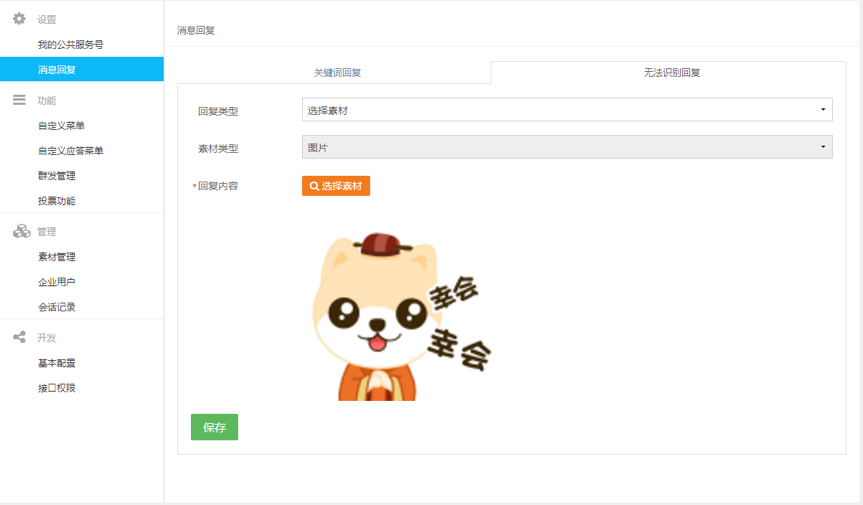 设置
我的公共服务号
消息回复
功能
自定义菜单
自定义应答菜单
群发管理
投票功能
管理
素材管理
企业用户
会话记录
开发
基本配置
接口权限
消息回复
关键词回复 无法识别回复
回复类型 选择素材
素材类型 图片
*回复内容 选择素材
幸会
幸会
保存